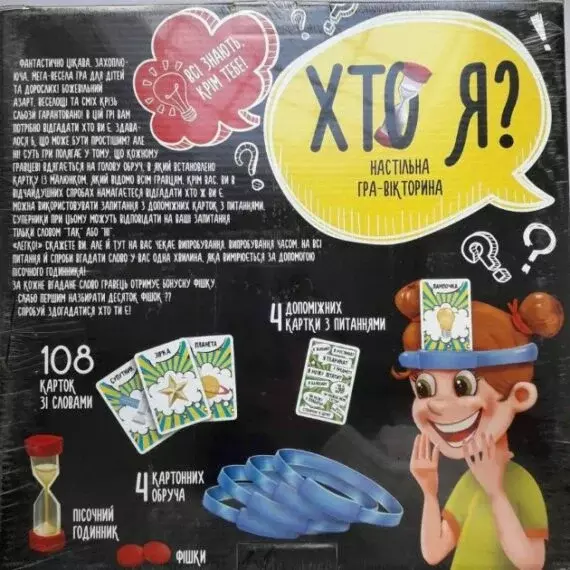 ВСІ ЗНАЮТЬ,
КРІМ ТЕБЕ!
ХТО Я?
НАСТІЛЬНА
ГРА-ВІКТОРИНА
ФАНТАСТИЧНО ЦІКАВА, ЗАХОПЛЮ-
ЮЧА, МЕГА-ВЕСЕЛА ГРА ДЛЯ ДІТЕЙ
ТА ДОРОСЛИХ! БОЖЕВІЛЬНИЙ
АЗАРТ, ВЕСЕЛОЩІ ТА СМІХ КРІЗЬ
СЛЬОЗИ ГАРАНТОВАНО! В ЦІЙ ГРІ ВАМ
ПОТРІБНО ВІДГАДАТИ ХТО ВИ Є. ЗДАВА-
ЛОСЯ Б, ЩО МОЖЕ БУТИ ПРОСТІШИМ? АЛЕ
НІ! СУТЬ ГРИ ПОЛЯГАЄ У ТОМУ, ЩО КОЖНОМУ
ГРАВЦЕВІ ВДЯГАЄТЬСЯ НА ГОЛОВУ ОБРУЧ, В ЯКИЙ ВСТАНОВЛЕНО
КАРТКУ ІЗ МАЛЮНКОМ, ЯКИЙ ВІДОМО ВСІМ ГРАВЦЯМ, КРІМ ВАС. ВИ В
ВІДЧАЙДУШНИХ СПРОБАХ НАМАГАЄТЕСЯ ВІДГАДАТИ ХТО Ж ВИ Є.
МОЖНА ВИКОРИСТОВУВАТИ ЗАПИТАННЯ З ДОПОМІЖНИХ КАРТОК З ПИТАННЯМИ.
СУПЕРНИКИ ПРИ ЦЬОМУ МОЖУТЬ ВІДПОВІДАТИ НА ВАШІ ЗАПИТАННЯ
ТІЛЬКИ СЛОВОМ "ТАК" АБО "НІ".
«ЛЕГКО!» СКАЖЕТЕ ВИ, АЛЕ Й ТУТ НА ВАС ЧЕКАЄ ВИПРОБУВАННЯ, ВИПРОБУВАННЯ ЧАСОМ. НА ВСІ
ПИТАННЯ Й СПРОБИ ВГАДАТИ СЛОВО У ВАС ОДНА ХВИЛИНА, ЯКА ВИМІРЮЄТЬСЯ ЗА ДОПОМОГОЮ
ПІСОЧНОГО ГОДИННИКА!
ЗА КОЖНЕ ВГАДАНЕ СЛОВО ГРАВЕЦЬ ОТРИМУЄ БОНУСНУ ФІШКУ.
СЛАБО ПЕРШИМ НАЗБИРАТИ ДЕСЯТОК ФІШОК ??
СПРОБУЙ ЗДОГАДАТИСЯ ХТО ТИ Є!
4 ДОПОМІЖНИХ
КАРТКИ З ПИТАННЯМИ
ЛАМПОЧКА
108
КАРТОК
ЗІ СЛОВАМИ
СУПУТНИК
ЗІРКА
ПЛАНЕТА
4 КАРТОННИХ
ОБРУЧА
ПІСОЧНИЙ
ГОДИННИК
ФІШКИ